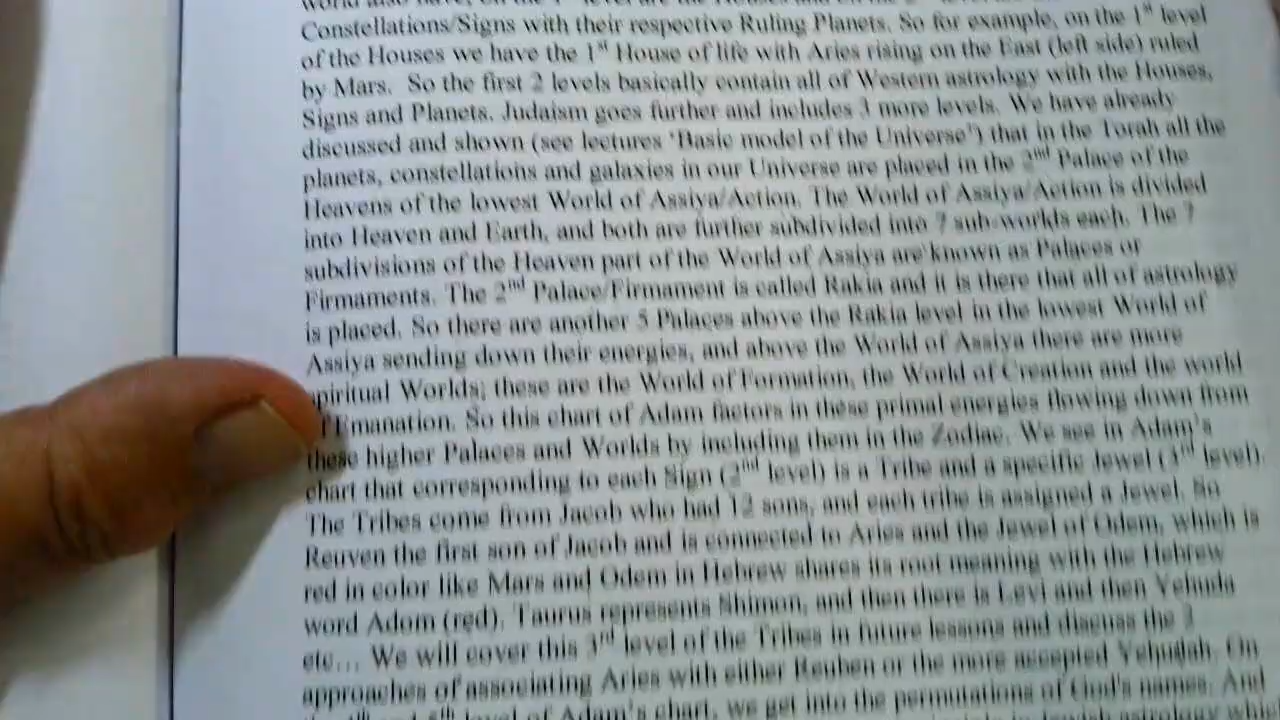 Constellations/Signs with their respective Ruling Planets. So for example, on the 1st level
of the Houses we have the 1st House of life with Aries rising on the East (left side) ruled
by Mars. So the first 2 levels basically contain all of Western astrology with the Houses,
Signs and Planets. Judaism goes further and includes 3 more levels. We have already
discussed and shown (see lectures 'Basic model of the Universe') that in the Torah all the
planets, constellations and galaxies in our Universe are placed in the 2nd Palace of the
Heavens of the lowest World of Assiya/Action. The World of Assiya/Action is divided
into Heaven and Earth, and both are further subdivided into 7 sub-worlds each. The 7
subdivisions of the Heaven part of the World of Assiya are known as Palaces or
Firmaments. The 2nd Palace/Firmament is called Rakia and it is there that all of astrology
is placed. So there are another 5 Palaces above the Rakia level in the lowest World of
Assiya sending down their energies, and above the World of Assiya there are more
spiritual Worlds; these are the World of Formation, the World of Creation and the world
of Emanation. So this chart of Adam factors in these primal energies flowing down from
these higher Palaces and Worlds by including them in the Zodiac. We see in Adam's
chart that corresponding to each Sign (2nd level) is a Tribe and a specific Jewel (3rd level).
The Tribes come from Jacob who had 12 sons, and each tribe is assigned a Jewel. So
Reuven the first son of Jacob and is connected to Aries and the Jewel of Odem, which is
red in color like Mars and Odem in Hebrew shares its root meaning with the Hebrew
word Adom (red). Taurus represents Shimon, and then there is Levi and then Yehuda
etc... We will cover this 3rd level of the Tribes in future lessons and discuss the 3
approaches of associating Aries with either Reuben or the more accepted Yehudah. On
level of Adam's chart, we get into the permutations of God's names. And